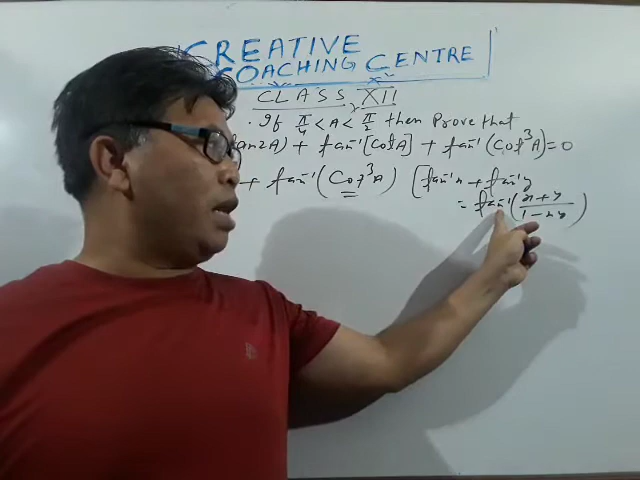 CREATIVE
COACHING CENTRE
CLASS XII
. If π/4 < A < π/2 then Prove that
tan2A) + tan⁻¹[CotA] + tan⁻¹(Cot³A) = 0
+ tan⁻¹(Cot³A) [tan⁻¹x + tan⁻¹y
= tan⁻¹(x+y/1-xy)